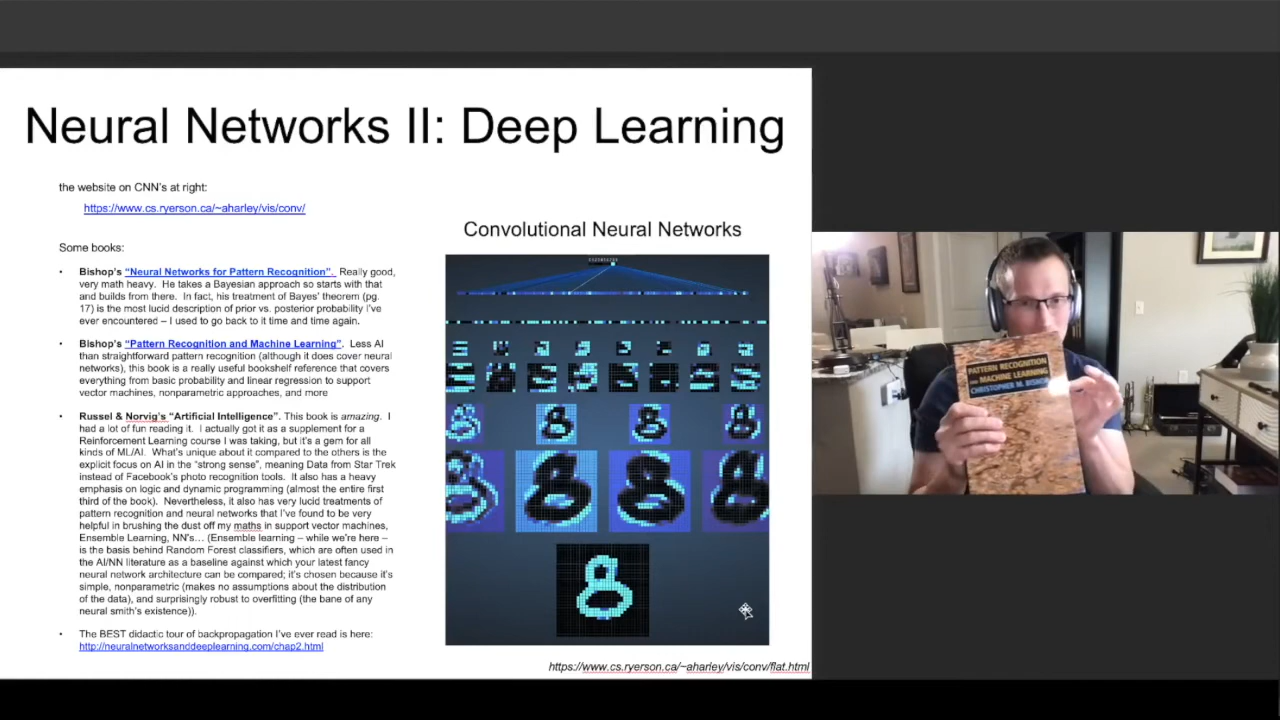 Neural Networks II: Deep Learning
the website on CNN's at right:
https://www.cs.ryerson.ca/~aharley/vis/conv/
Some books:
• Bishop's "Neural Networks for Pattern Recognition". Really good,
very math heavy. He takes a Bayesian approach so starts with that
and builds from there. In fact, his treatment of Bayes' theorem (pg.
17) is the most lucid description of prior vs. posterior probability I've
ever encountered – I used to go back to it time and time again.
• Bishop's "Pattern Recognition and Machine Learning". Less AI
than straightforward pattern recognition (although it does cover neural
networks), this book is a really useful bookshelf reference that covers
everything from basic probability and linear regression to support
vector machines, nonparametric approaches, and more
• Russel & Norvig's "Artificial Intelligence". This book is amazing. I
had a lot of fun reading it. I actually got it as a supplement for a
Reinforcement Learning course I was taking, but it's a gem for all
kinds of ML/AI. What's unique about it compared to the others is the
explicit focus on AI in the "strong sense", meaning Data from Star Trek
instead of Facebook's photo recognition tools. It also has a heavy
emphasis on logic and dynamic programming (almost the entire first
third of the book). Nevertheless, it also has very lucid treatments of
pattern recognition and neural networks that I've found to be very
helpful in brushing the dust off my maths in support vector machines,
Ensemble Learning, NN's… (Ensemble learning – while we're here –
is the basis behind Random Forest classifiers, which are often used in
the AI/NN literature as a baseline against which your latest fancy
neural network architecture can be compared; it's chosen because it's
simple, nonparametric (makes no assumptions about the distribution
of the data), and surprisingly robust to overfitting (the bane of any
neural smith's existence)).
• The BEST didactic tour of backpropagation I've ever read is here:
http://neuralnetworksanddeeplearning.com/chap2.html
Convolutional Neural Networks
https://www.cs.ryerson.ca/~aharley/vis/conv/flat.html
PATTERN RECOGNITION
AND MACHINE LEARNING
CHRISTOPHER M. BISHOP